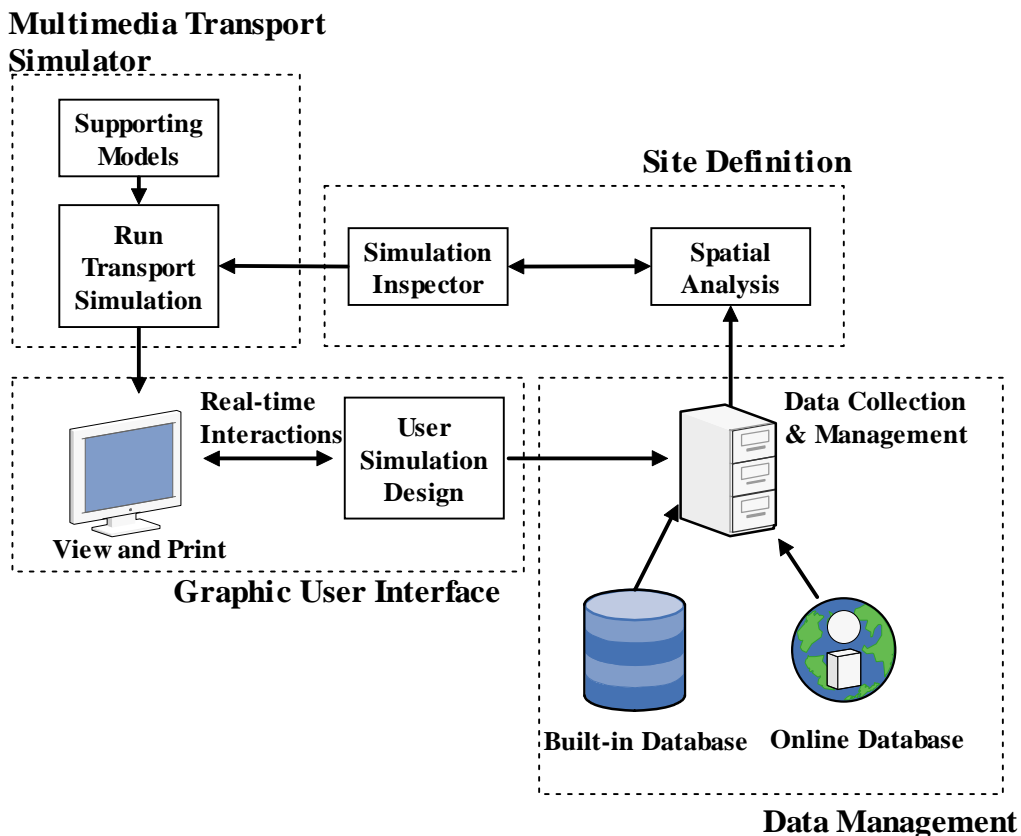 Multimedia Transport
Simulator
Supporting
Models
Run
Transport
Simulation
Site Definition
Simulation
Inspector
Spatial
Analysis
Real-time
Interactions
User
Simulation
Design
View and Print
Graphic User Interface
Data Collection
& Management
Built-in Database
Online Database
Data Management